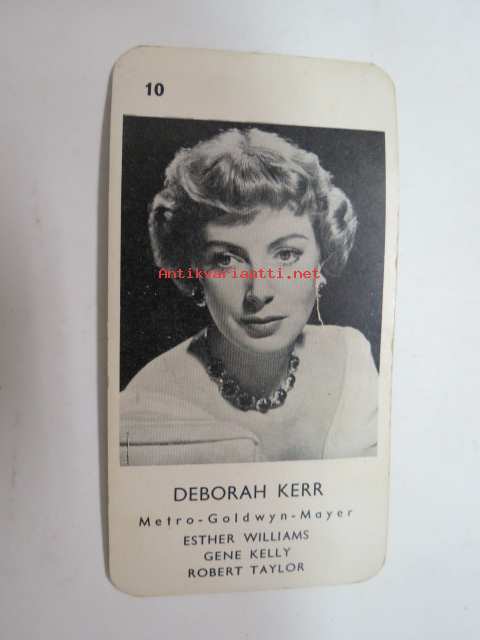 10
Antikvariaatti.net
DEBORAH KERR
Metro-Goldwyn-Mayer
ESTHER WILLIAMS
GENE KELLY
ROBERT TAYLOR